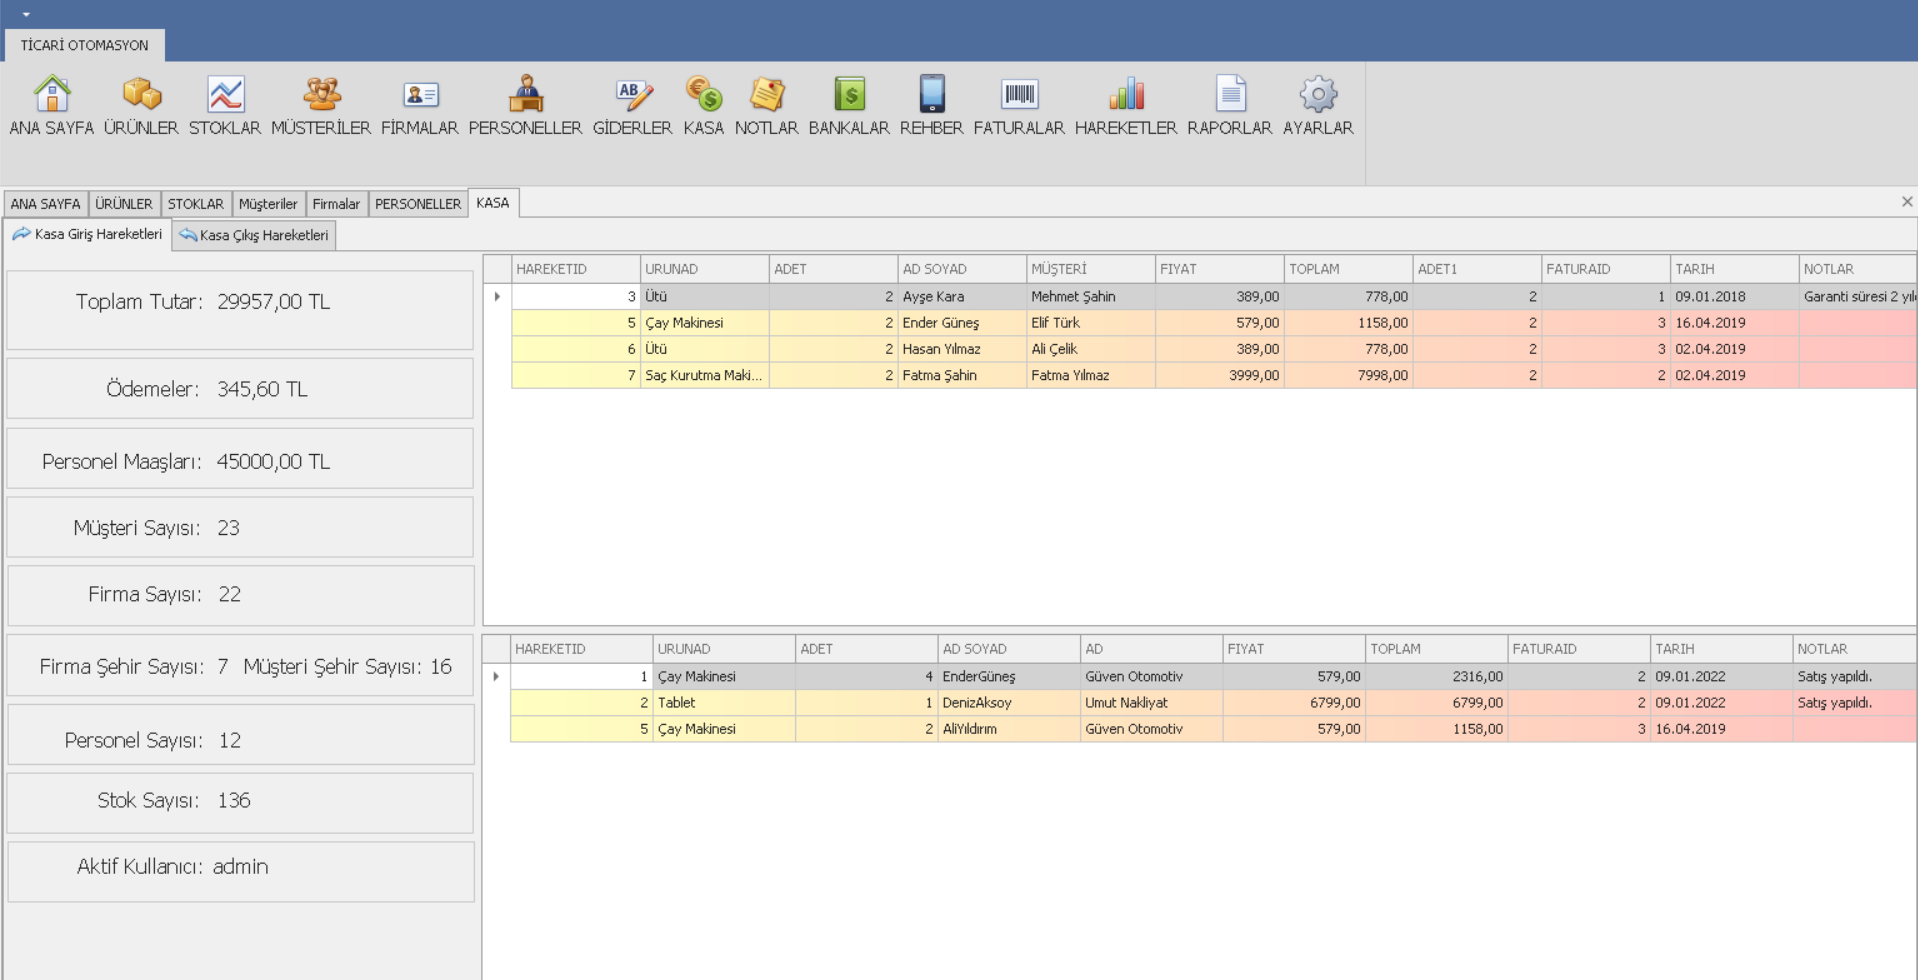 TİCARİ OTOMASYON
ANA SAYFA ÜRÜNLER STOKLAR MÜSTERİLER FİRMALAR PERSONELLER GİDERLER KASA NOTLAR BANKALAR REHBER FATURALAR HAREKETLER RAPORLAR AYARLAR
ANA SAYFA ÜRÜNLER STOKLAR Müşteriler Firmalar PERSONELLER KASA
Kasa Giriş Hareketleri Kasa Çıkış Hareketleri
Toplam Tutar: 29957,00 TL
Ödemeler: 345,60 TL
Personel Maaşları: 45000,00 TL
Müşteri Sayısı: 23
Firma Sayısı: 22
Firma Şehir Sayısı: 7 Müşteri Şehir Sayısı: 16
Personel Sayısı: 12
Stok Sayısı: 136
Aktif Kullanıcı: admin
HAREKETID URUNAD ADET AD SOYAD MÜŞTERİ FIYAT TOPLAM ADET1 FATURAID TARIH NOTLAR
3 Ütü 2 Ayşe Kara Mehmet Şahin 389,00 778,00 2 1 09.01.2018 Garanti süresi 2 yıl
5 Çay Makinesi 2 Ender Güneş Elif Türk 579,00 1158,00 2 3 16.04.2019
6 Ütü 2 Hasan Yılmaz Ali Çelik 389,00 778,00 2 3 02.04.2019
7 Saç Kurutma Maki... 2 Fatma Şahin Fatma Yılmaz 3999,00 7998,00 2 2 02.04.2019
HAREKETID URUNAD ADET AD SOYAD AD FIYAT TOPLAM FATURAID TARIH NOTLAR
1 Çay Makinesi 4 EnderGüneş Güven Otomotiv 579,00 2316,00 2 09.01.2022 Satış yapıldı.
2 Tablet 1 DenizAksoy Umut Nakliyat 6799,00 6799,00 2 09.01.2022 Satış yapıldı.
5 Çay Makinesi 2 AliYıldırım Güven Otomotiv 579,00 1158,00 3 16.04.2019